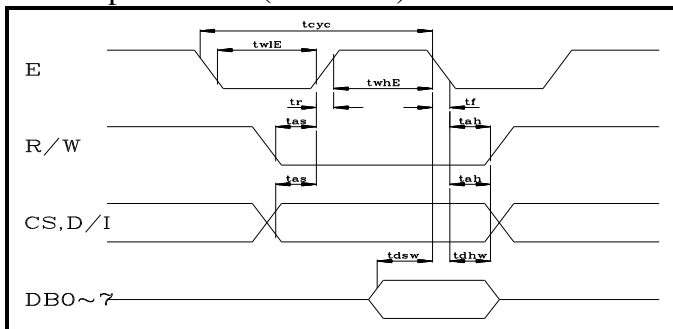 tcyc
twlE
E
twhE
tr
tf
tas
tah
R/W
tas
tah
CS,D/I
tdsw
tdhw
DB0~7